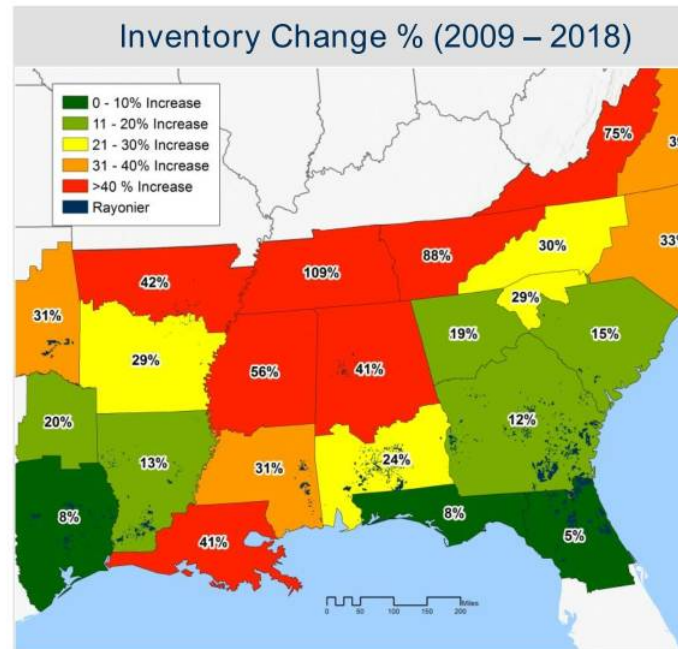 Inventory Change % (2009 – 2018)
0 - 10% Increase
11 - 20% Increase
21 - 30% Increase
31 - 40% Increase
>40 % Increase
Rayonier
75%
33%
30%
88%
109%
42%
31%
29%
29%
19%
15%
56%
41%
12%
20%
13%
31%
24%
8%
8%
5%
41%
Miles
0 50 100 150 200